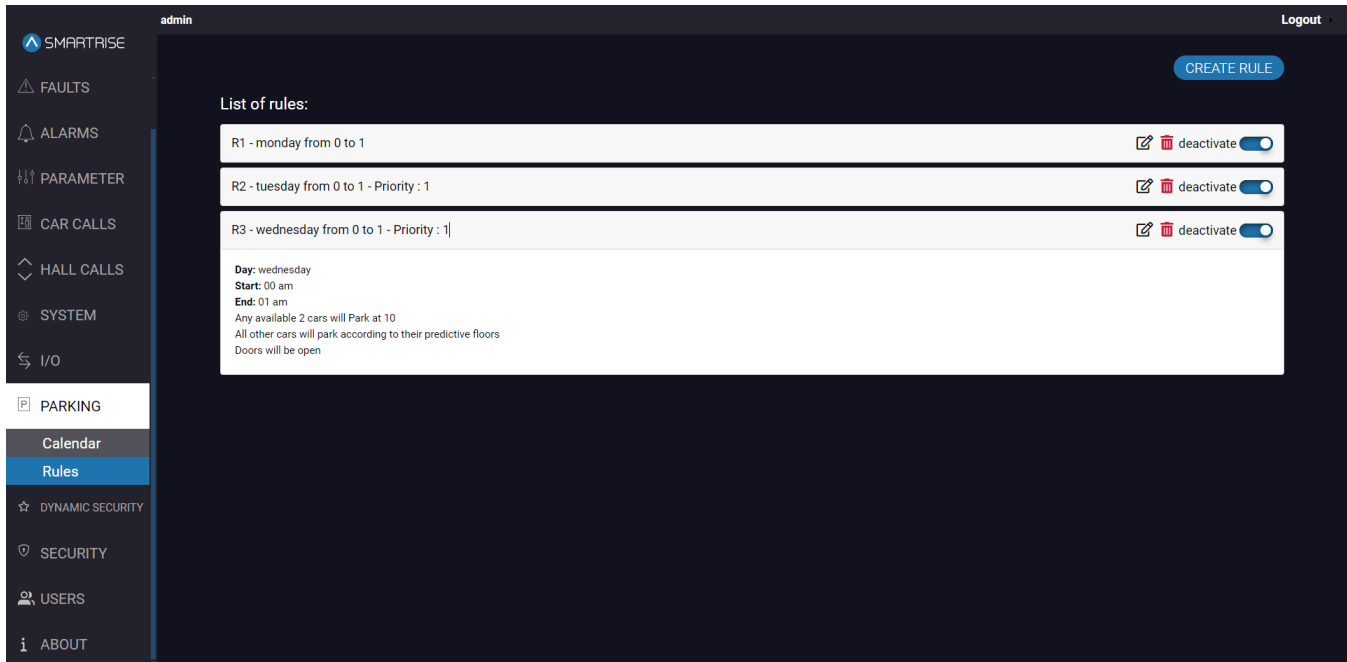 admin
Logout
SMARTRISE
FAULTS
ALARMS
PARAMETER
CAR CALLS
HALL CALLS
SYSTEM
I/O
P PARKING
Calendar
Rules
DYNAMIC SECURITY
SECURITY
USERS
i ABOUT
CREATE RULE
List of rules:
R1 - monday from 0 to 1 deactivate
R2 - tuesday from 0 to 1 - Priority : 1 deactivate
R3 - wednesday from 0 to 1 - Priority : 1 deactivate
Day: wednesday
Start: 00 am
End: 01 am
Any available 2 cars will Park at 10
All other cars will park according to their predictive floors
Doors will be open